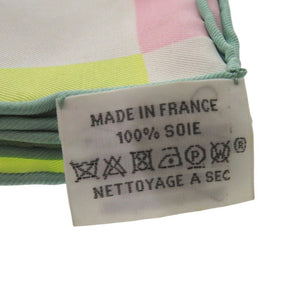 MADE IN FRANCE
100% SOIE
P W ®
NETTOYAGE A SEC